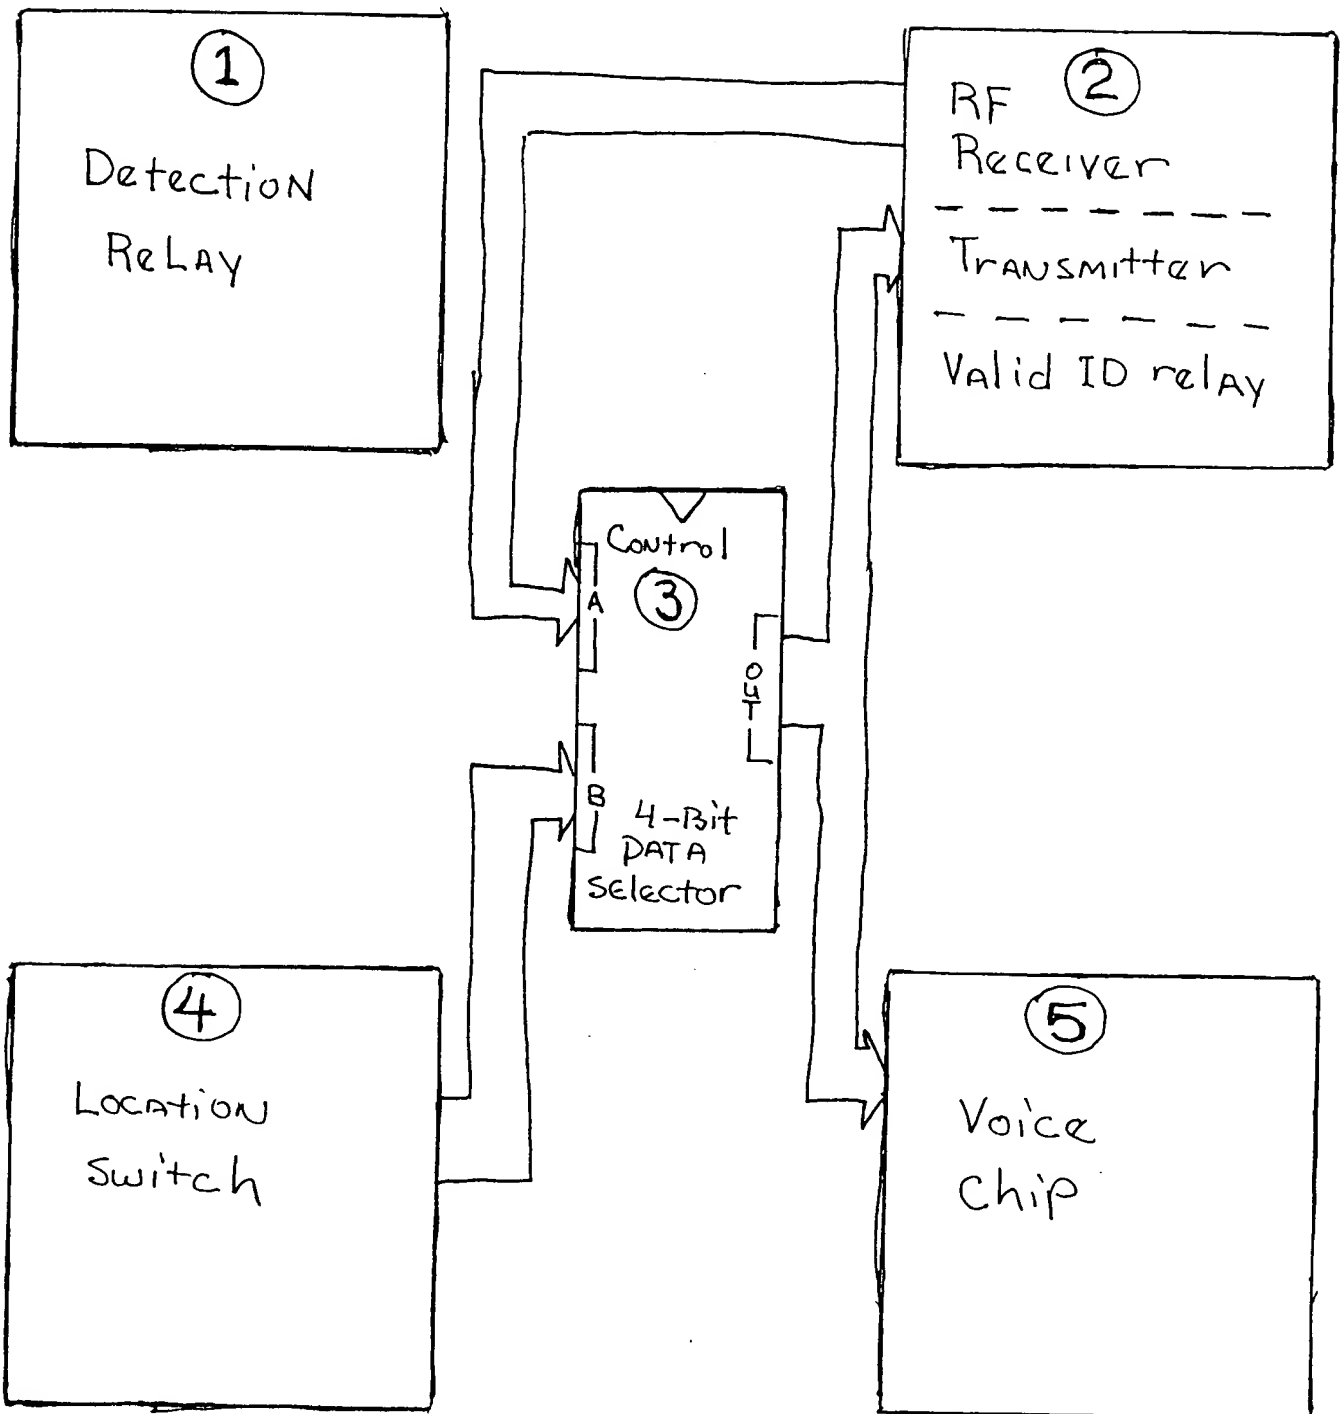 1
Detection
Relay
2
RF
Receiver
Transmitter
Valid ID relay
Control
3
A
OUT
B
4-Bit
DATA
Selector
4
Location
Switch
5
Voice
Chip